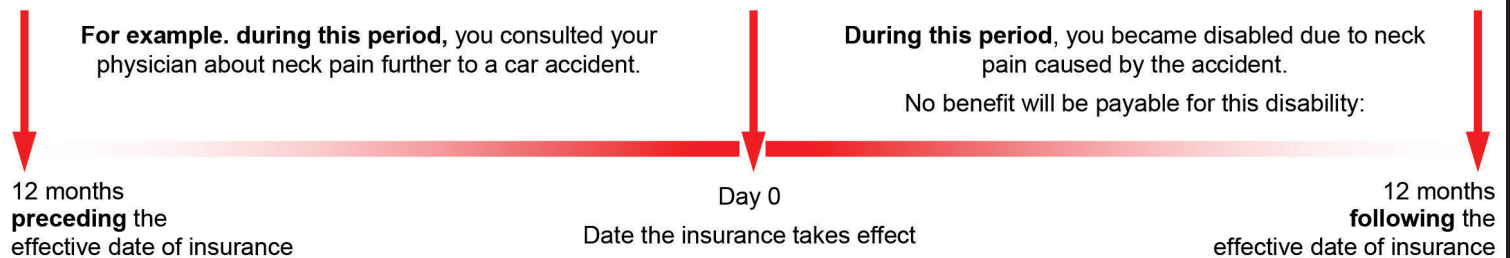 For example. during this period, you consulted your
physician about neck pain further to a car accident.
During this period, you became disabled due to neck
pain caused by the accident.
No benefit will be payable for this disability:
12 months
preceding the
effective date of insurance
Day 0
Date the insurance takes effect
12 months
following the
effective date of insurance